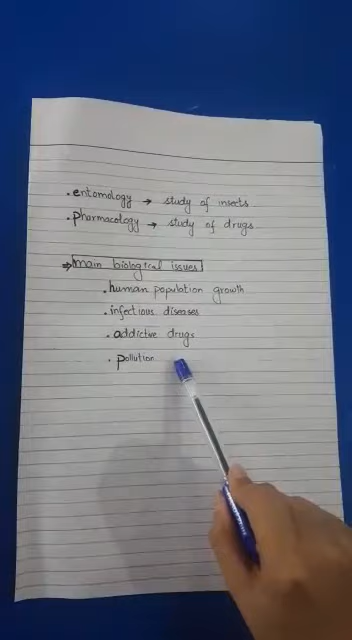 . entomology → study of insects
. pharmacology → study of drugs
⇒ main biological issues
. human population growth
. infectious diseases
. addictive drugs
. pollution